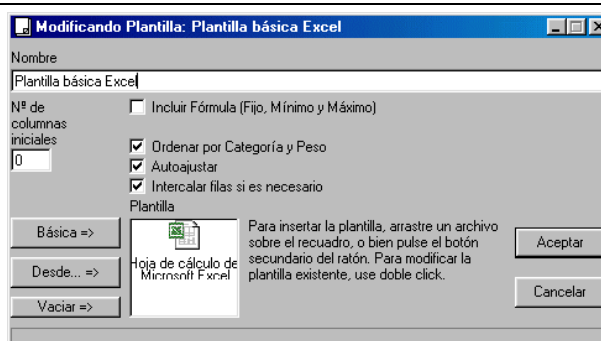 Modificando Plantilla: Plantilla básica Excel
Nombre
Plantilla básica Excel
Nª de
columnas
iniciales
0
Incluir Fórmula (Fijo, Mínimo y Máximo)
Ordenar por Categoría y Peso
Autoajustar
Intercalar filas si es necesario
Plantilla
Básica =>
Desde... =>
Vaciar =>
Hoja de cálculo de
Microsoft Excel
Para insertar la plantilla, arrastre un archivo
sobre el recuadro, o bien pulse el botón
secundario del ratón. Para modificar la
plantilla existente, use doble click.
Aceptar
Cancelar